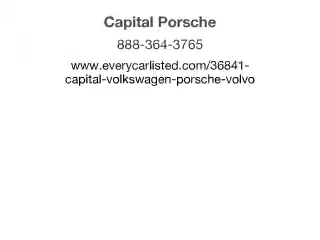 Capital Porsche
888-364-3765
www.everycarlisted.com/36841-
capital-volkswagen-porsche-volvo